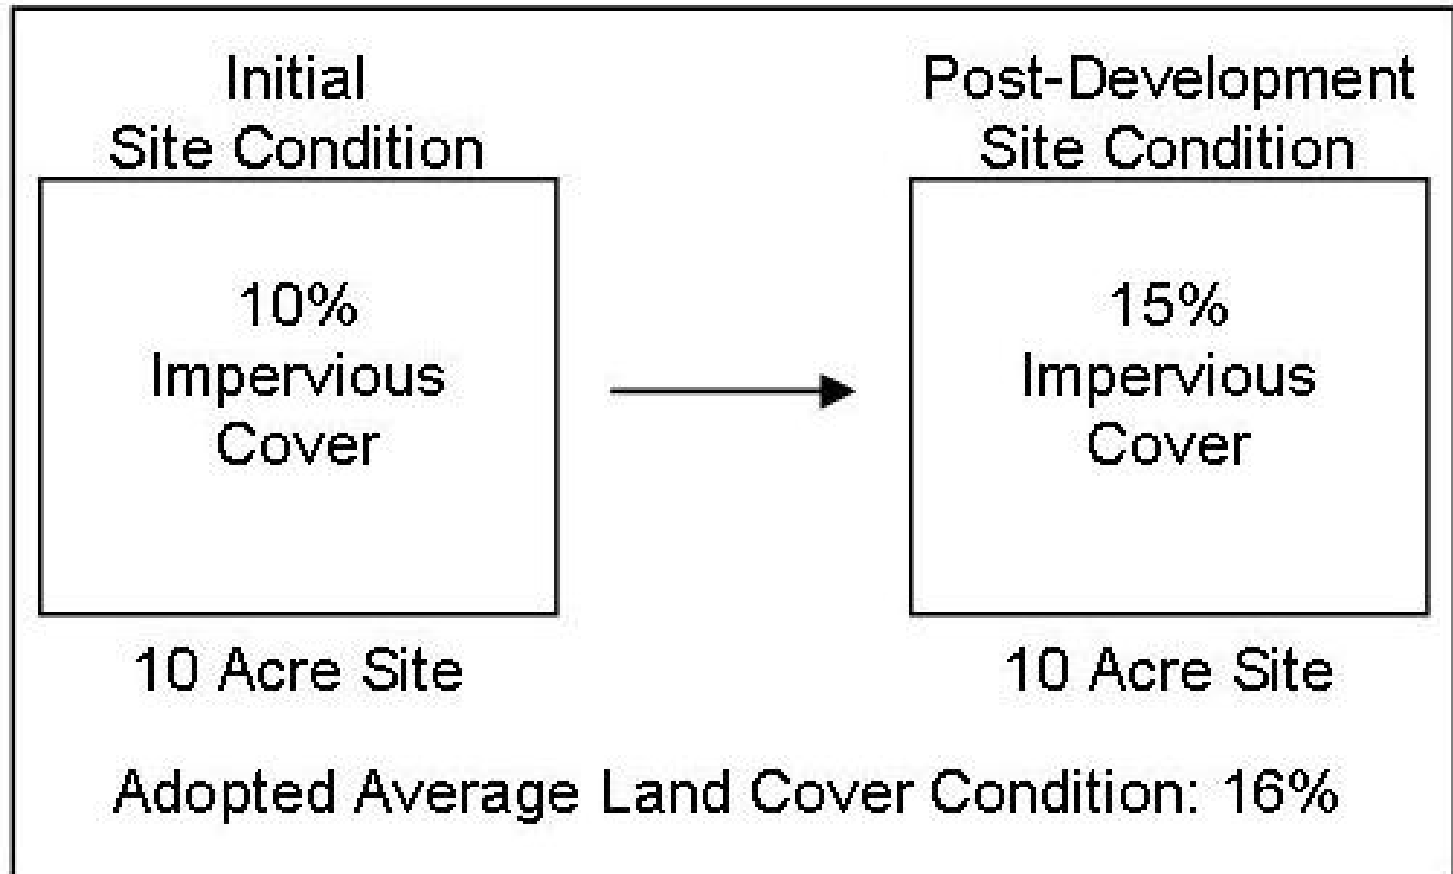 Initial
Site Condition
10%
Impervious
Cover
10 Acre Site
Post-Development
Site Condition
15%
Impervious
Cover
10 Acre Site
Adopted Average Land Cover Condition: 16%